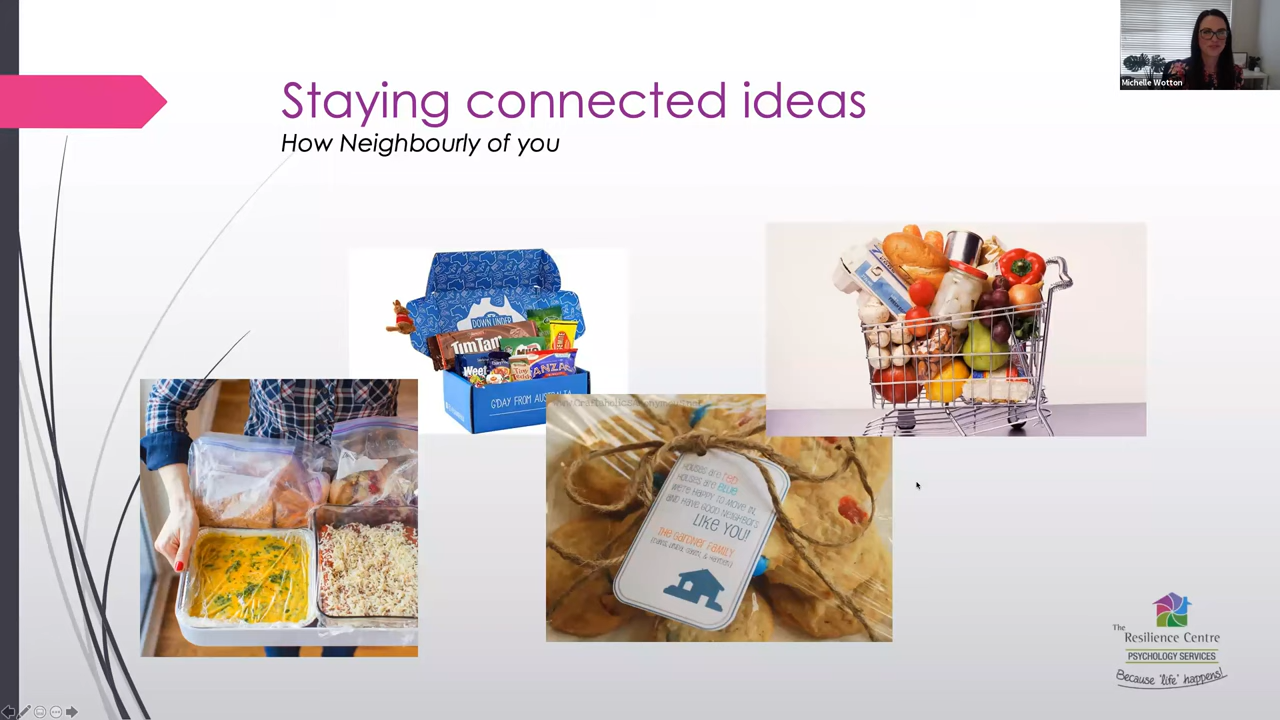 Michelle Wotton
Staying connected ideas
How Neighbourly of you
DOWN UNDER
TimTam
ANZAC
G'DAY FROM AUSTRALIA
HOUSES ARE RED
HOUSES ARE BLUE
WE'RE HAPPY TO MOVE IN,
AND HAVE GOOD NEIGHBORS
LIKE YOU!
THE GARDNER FAMILY
The
Resilience Centre
PSYCHOLOGY SERVICES
Because 'life' happens!